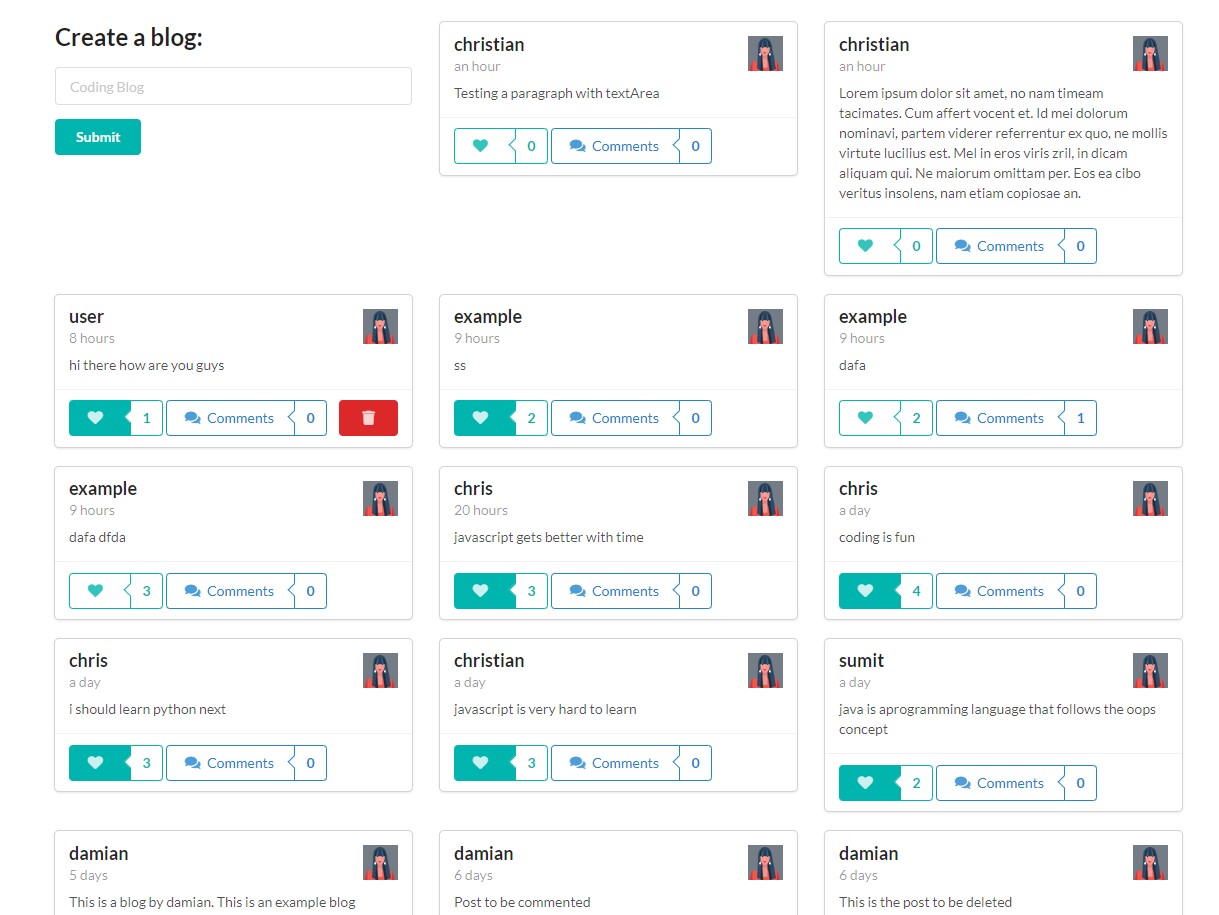 Create a blog:
Coding Blog
Submit
christian
an hour
Testing a paragraph with textArea
0
Comments
0
christian
an hour
Lorem ipsum dolor sit amet, no nam timeam
tacimates. Cum affert vocent et. Id mei dolorum
nominavi, partem viderer referrentur ex quo, ne mollis
virtute lucilius est. Mel in eros viris zril, in dicam
aliquam qui. Ne maiorum omittam per. Eos ea cibo
veritus insolens, nam etiam copiosae an.
0
Comments
0
user
8 hours
hi there how are you guys
1
Comments
0
example
9 hours
ss
2
Comments
0
example
9 hours
dafa
2
Comments
1
example
9 hours
dafa dfda
3
Comments
0
chris
20 hours
javascript gets better with time
3
Comments
0
chris
a day
coding is fun
4
Comments
0
chris
a day
i should learn python next
3
Comments
0
christian
a day
javascript is very hard to learn
3
Comments
0
sumit
a day
java is aprogramming language that follows the oops
concept
2
Comments
0
damian
5 days
This is a blog by damian. This is an example blog
damian
6 days
Post to be commented
damian
6 days
This is the post to be deleted